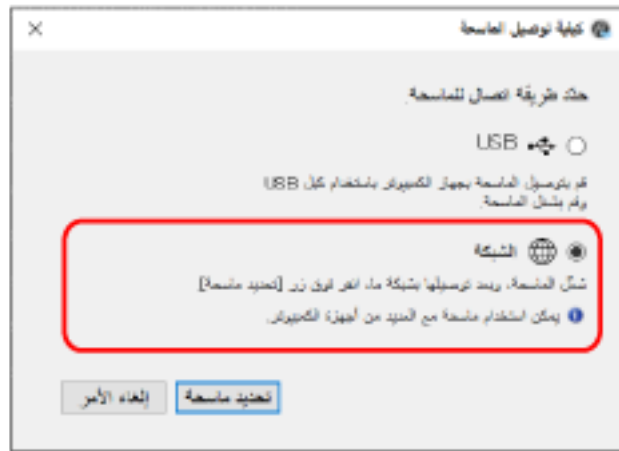 كيفية توصيل الماسحة
حدّد طريقة اتصال للماسحة.
USB
قم بتوصيل الماسحة بجهاز الكمبيوتر باستخدام كبل USB
وقم بشغل الماسحة.
الشبكة
شغّل الماسحة، وبعد توصيلها بشبكة ما، انقر فوق زر [تحديد ماسحة]
يمكن استخدام ماسحة مع العديد من أجهزة الكمبيوتر.
تحديد ماسحة
إلغاء الأمر